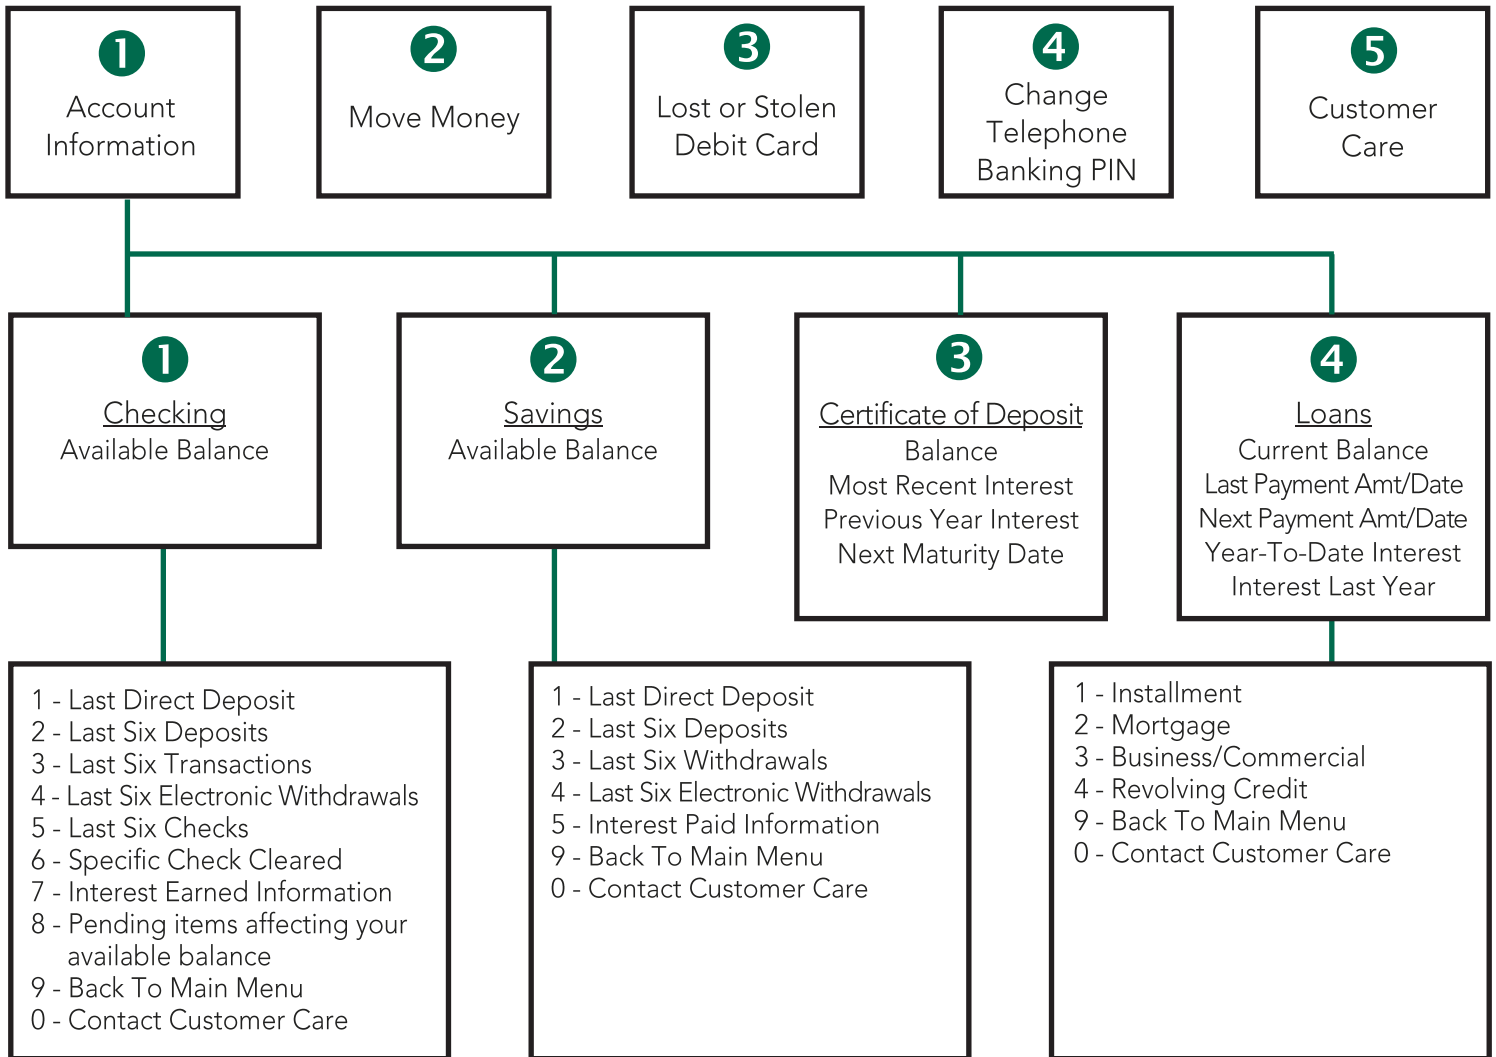 1
Account
Information
2
Move Money
3
Lost or Stolen
Debit Card
4
Change
Telephone
Banking PIN
5
Customer
Care
1
Checking
Available Balance
2
Savings
Available Balance
3
Certificate of Deposit
Balance
Most Recent Interest
Previous Year Interest
Next Maturity Date
4
Loans
Current Balance
Last Payment Amt/Date
Next Payment Amt/Date
Year-To-Date Interest
Interest Last Year
1 - Last Direct Deposit
2 - Last Six Deposits
3 - Last Six Transactions
4 - Last Six Electronic Withdrawals
5 - Last Six Checks
6 - Specific Check Cleared
7 - Interest Earned Information
8 - Pending items affecting your
available balance
9 - Back To Main Menu
0 - Contact Customer Care
1 - Last Direct Deposit
2 - Last Six Deposits
3 - Last Six Withdrawals
4 - Last Six Electronic Withdrawals
5 - Interest Paid Information
9 - Back To Main Menu
0 - Contact Customer Care
1 - Installment
2 - Mortgage
3 - Business/Commercial
4 - Revolving Credit
9 - Back To Main Menu
0 - Contact Customer Care